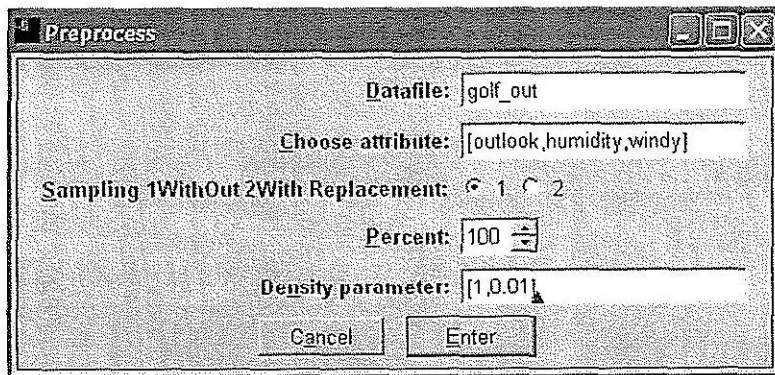 Preprocess
Datafile: golf_out
Choose attribute: [outlook,humidity,windy]
Sampling 1WithOut 2With Replacement: 1 2
Percent: 100
Density parameter: [1,0.01]
Cancel Enter